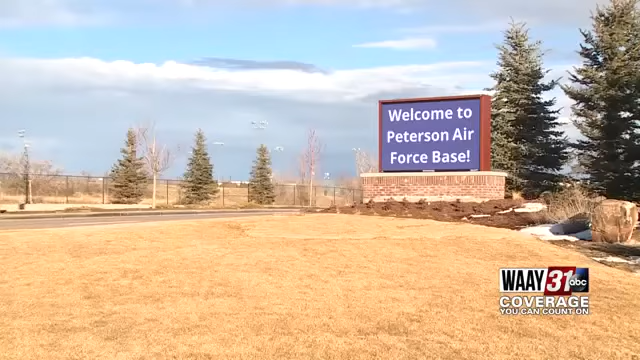 Welcome to
Peterson Air
Force Base!
WAAY 31 abc
COVERAGE
YOU CAN COUNT ON